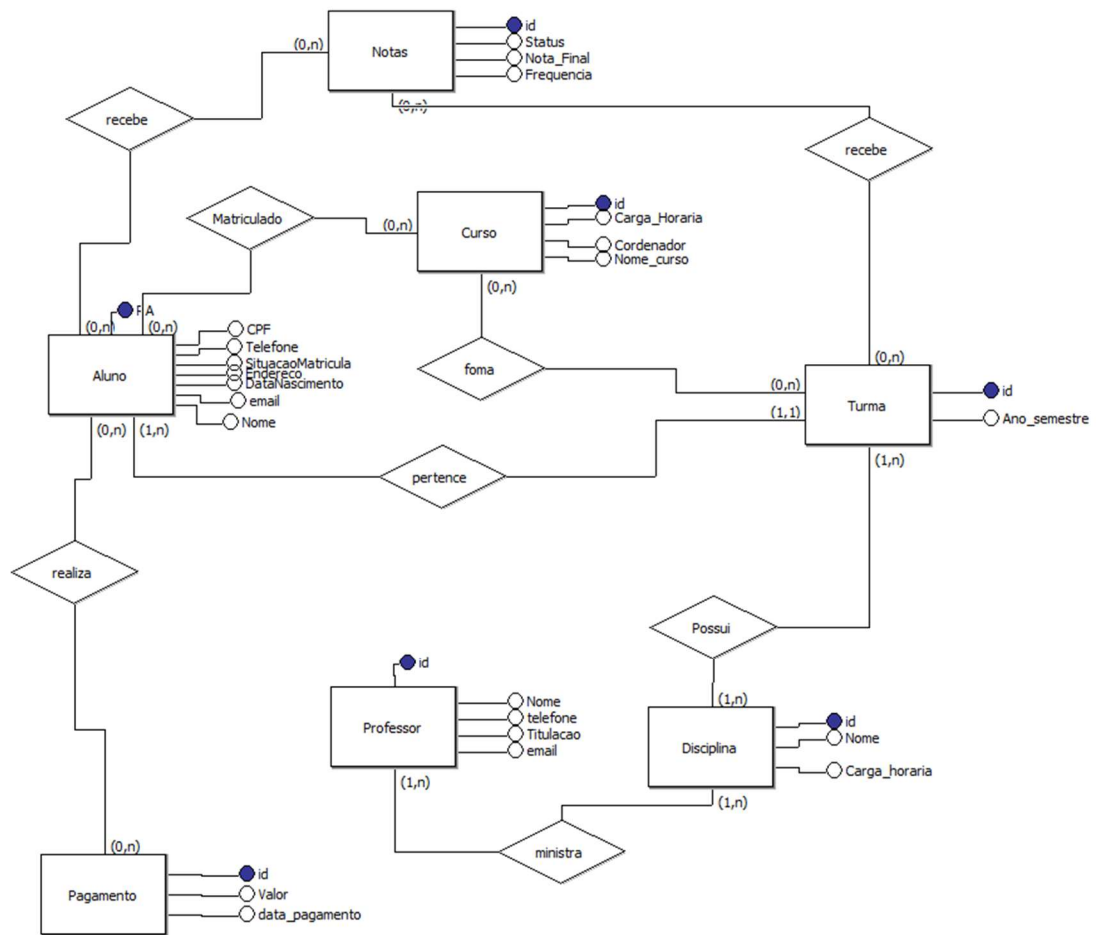 Notas
(0,n)
id
Status
Nota_Final
Frequencia
(0,n)
recebe
recebe
Matriculado
(0,n)
Curso
id
Carga_Horaria
Cordenador
Nome_curso
(0,n)
RA
(0,n)
(0,n)
Aluno
CPF
Telefone
SituacaoMatricula
Endereco
DataNascimento
email
Nome
(0,n)
(1,n)
foma
(0,n)
(0,n)
(1,1)
Turma
id
Ano_semestre
(1,n)
pertence
realiza
Possui
id
Professor
Nome
telefone
Titulacao
email
(1,n)
(1,n)
Disciplina
id
Nome
Carga_horaria
(1,n)
ministra
(0,n)
Pagamento
id
Valor
data_pagamento